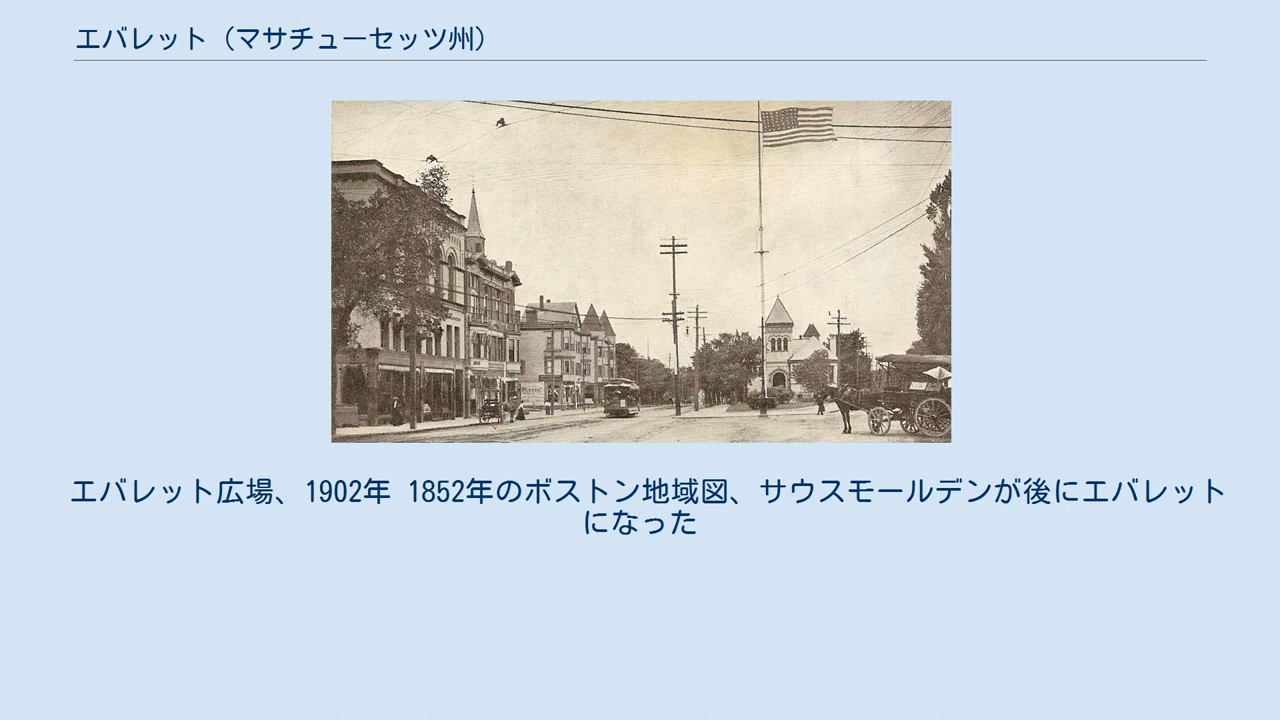 エバレット（マサチューセッツ州）
エバレット広場、1902年 1852年のボストン地域図、サウスモールデンが後にエバレット
になった